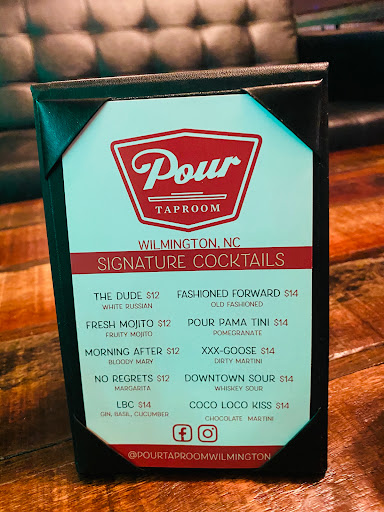 Pour
TAPROOM
WILMINGTON, NC
SIGNATURE COCKTAILS
THE DUDE $12
WHITE RUSSIAN
FRESH MOJITO $12
FRUITY MOJITO
MORNING AFTER $12
BLOODY MARY
NO REGRETS $12
MARGARITA
LBC $14
GIN, BASIL, CUCUMBER
FASHIONED FORWARD $14
OLD FASHIONED
POUR PAMA TINI $14
POMEGRANATE
XXX-GOOSE $14
DIRTY MARTINI
DOWNTOWN SOUR $14
WHISKEY SOUR
COCO LOCO KISS $14
CHOCOLATE MARTINI
@POURTAPROOMWILMINGTON